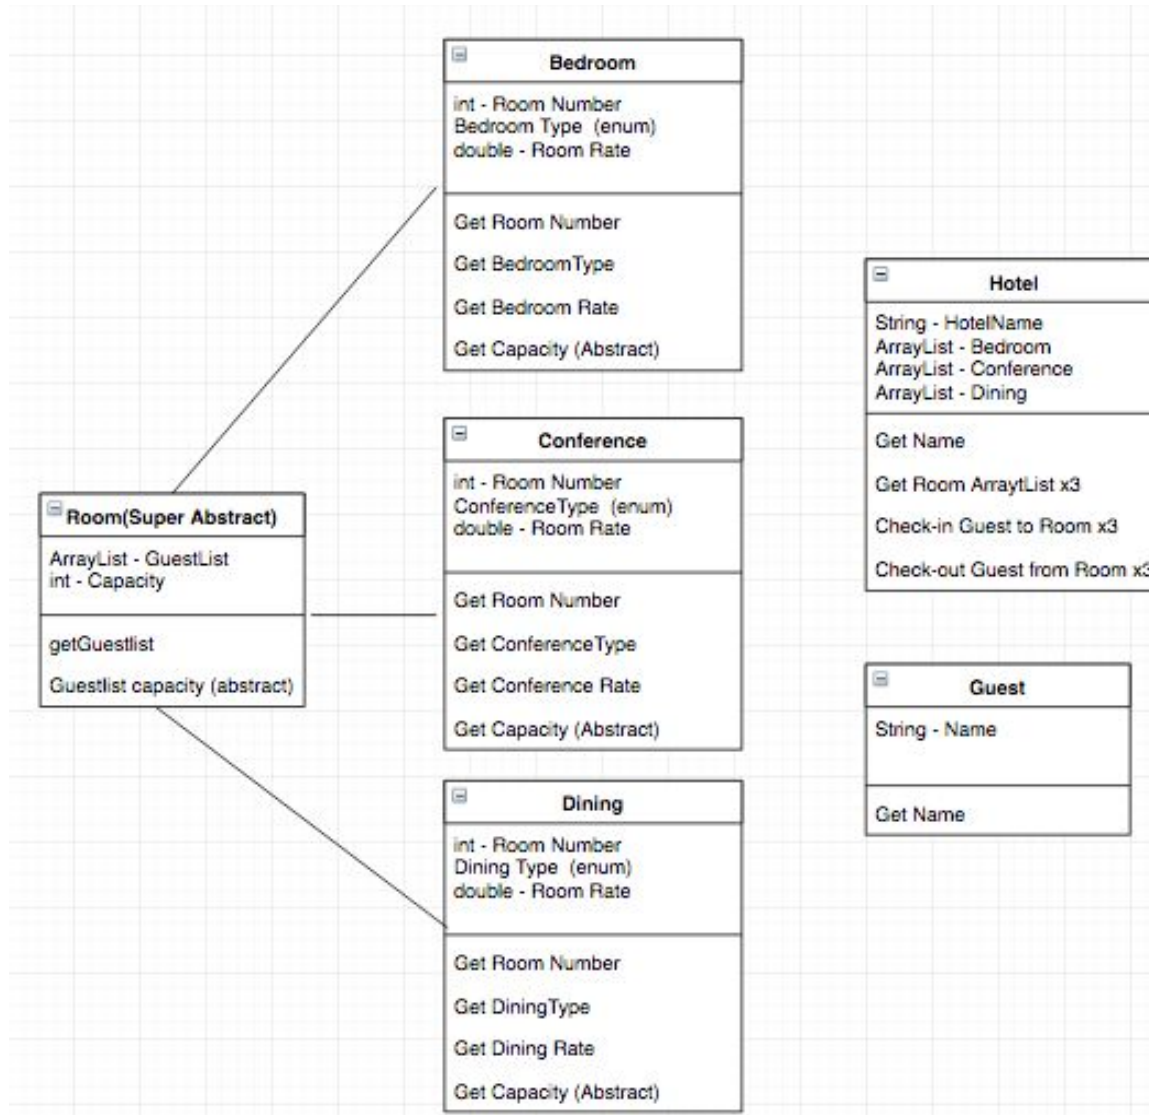 Bedroom
int - Room Number
Bedroom Type (enum)
double - Room Rate
Get Room Number
Get BedroomType
Get Bedroom Rate
Get Capacity (Abstract)
Conference
int - Room Number
ConferenceType (enum)
double - Room Rate
Get Room Number
Get ConferenceType
Get Conference Rate
Get Capacity (Abstract)
Room(Super Abstract)
ArrayList - GuestList
int - Capacity
getGuestlist
Guestlist capacity (abstract)
Dining
int - Room Number
Dining Type (enum)
double - Room Rate
Get Room Number
Get DiningType
Get Dining Rate
Get Capacity (Abstract)
Hotel
String - HotelName
ArrayList - Bedroom
ArrayList - Conference
ArrayList - Dining
Get Name
Get Room ArraytList x3
Check-in Guest to Room x3
Check-out Guest from Room x3
Guest
String - Name
Get Name